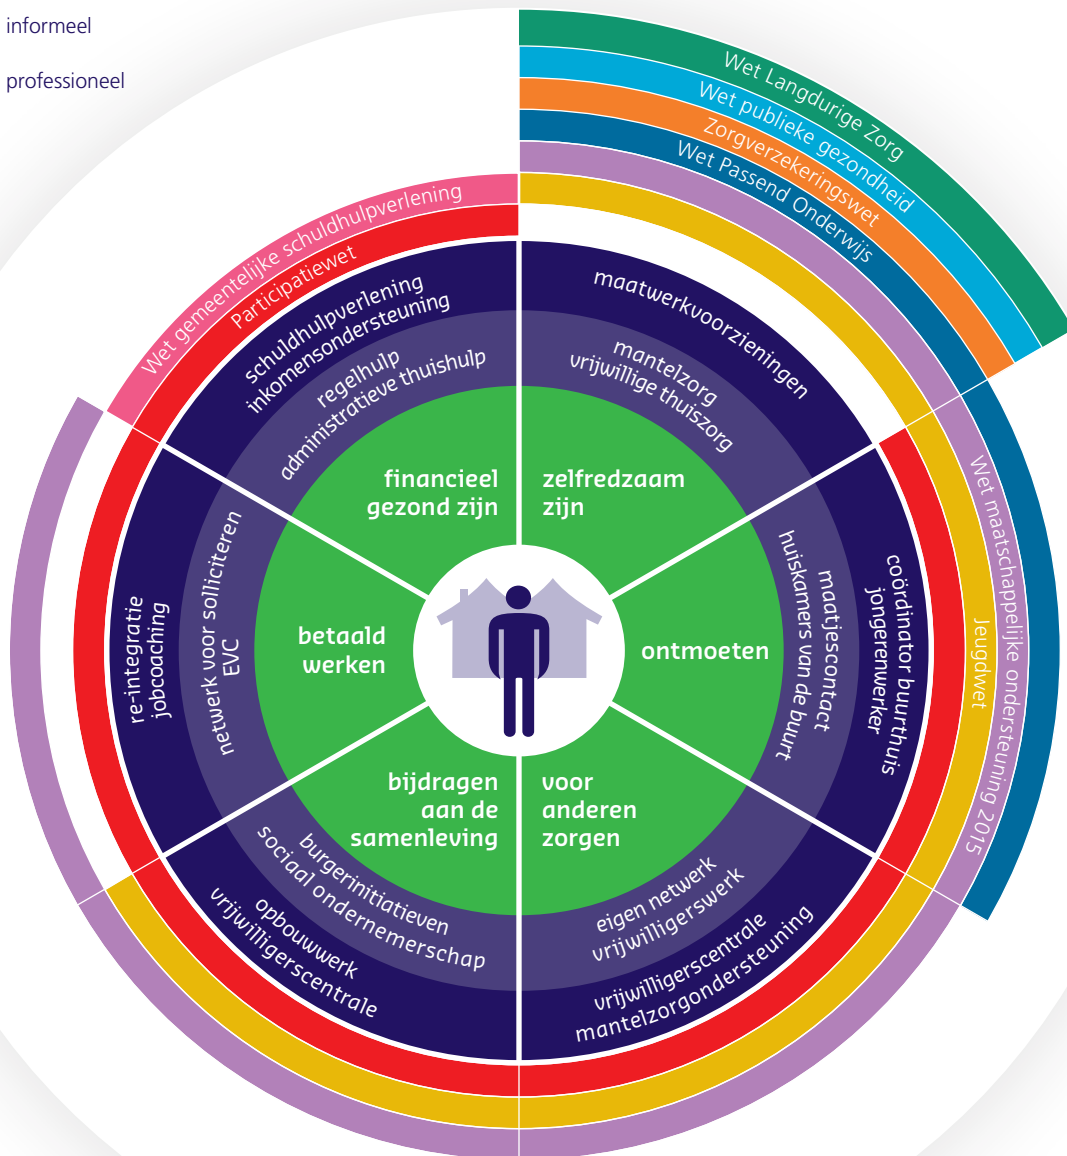 informeel
professioneel
Wet Langdurige Zorg
Wet publieke gezondheid
Zorgverzekeringswet
Wet Passend Onderwijs
Wet gemeentelijke schuldhulpverlening
Participatiewet
schuldhulpverlening
inkomensondersteuning
regelhulp
administratieve thuishulp
financieel
gezond zijn
maatwerkvoorzieningen
mantelzorg
vrijwillige thuiszorg
zelfredzaam
zijn
Wet maatschappelijke ondersteuning 2015
Jeugdwet
coördinator buurthuis
jongerenwerker
maatjescontact
huiskamers van de buurt
ontmoeten
re-integratie
jobcoaching
netwerk voor solliciteren
EVC
betaald
werken
bijdragen
aan de
samenleving
burgerinitiatieven
sociaal ondernemerschap
opbouwwerk
vrijwilligerscentrale
voor
anderen
zorgen
eigen netwerk
vrijwilligerswerk
vrijwilligerscentrale
mantelzorgondersteuning